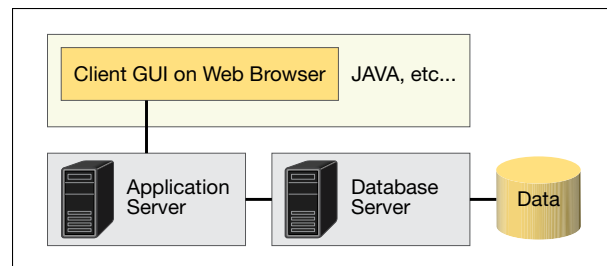 Client GUI on Web Browser
JAVA, etc...
Application
Server
Database
Server
Data